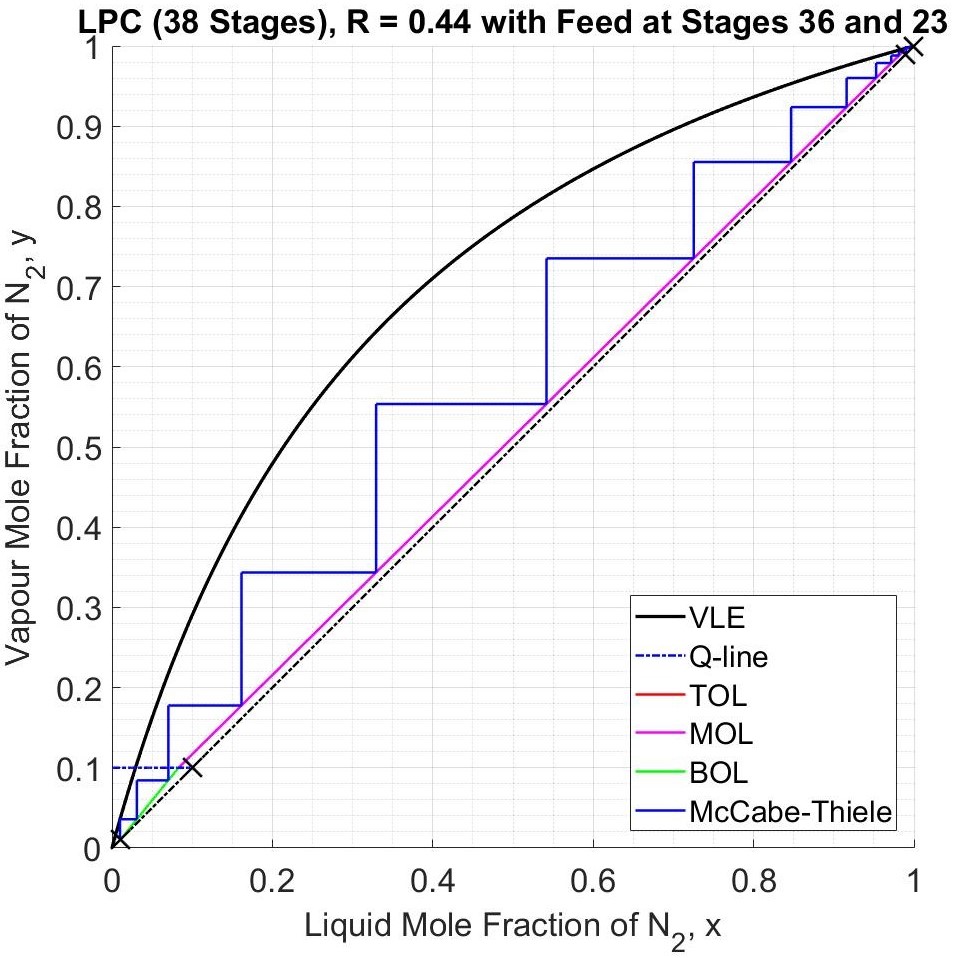 LPC (38 Stages), R = 0.44 with Feed at Stages 36 and 23
1
0.9
0.8
0.7
0.6
0.5
0.4
0.3
0.2
0.1
0
Vapour Mole Fraction of N2, y
VLE
Q-line
TOL
MOL
BOL
McCabe-Thiele
0 0.2 0.4 0.6 0.8 1
Liquid Mole Fraction of N2, x